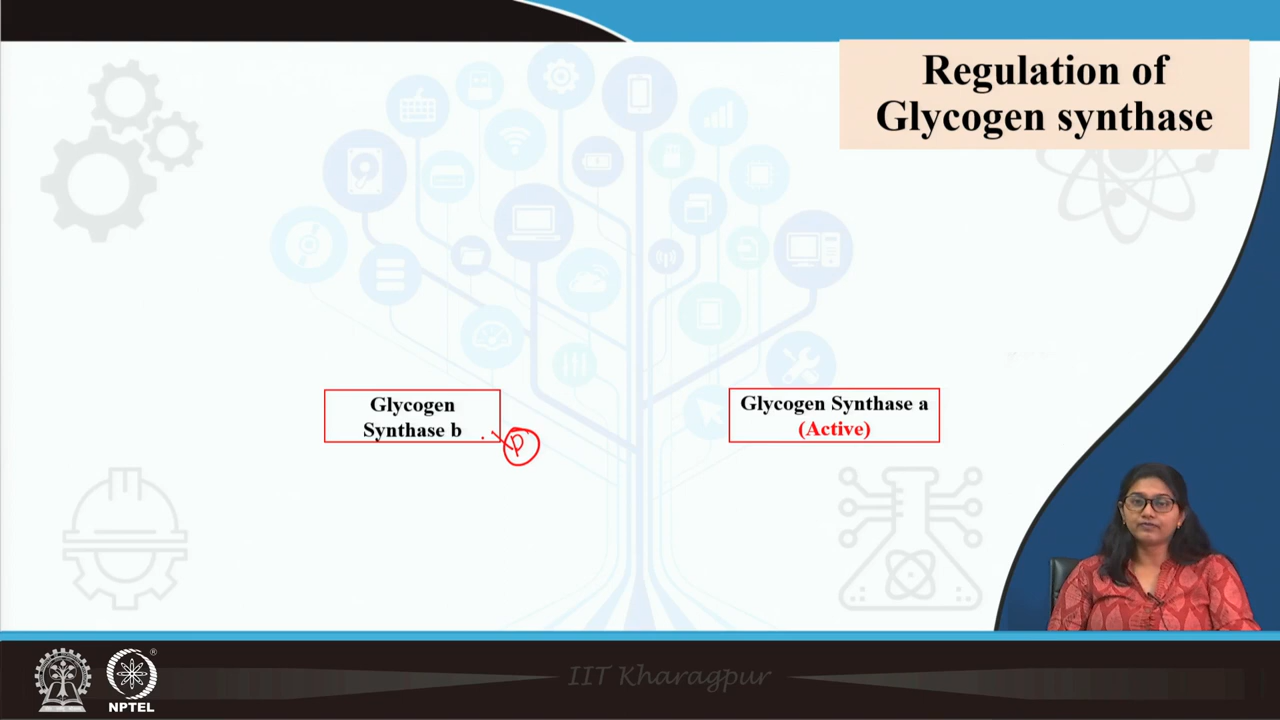 Regulation of
Glycogen synthase
Glycogen
Synthase b
P
Glycogen Synthase a
(Active)
IIT Kharagpur
®
NPTEL